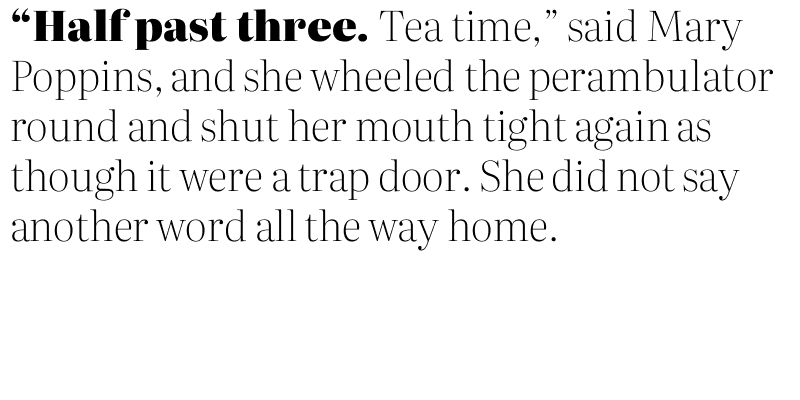 “Half past three. Tea time,” said Mary
Poppins, and she wheeled the perambulator
round and shut her mouth tight again as
though it were a trap door. She did not say
another word all the way home.